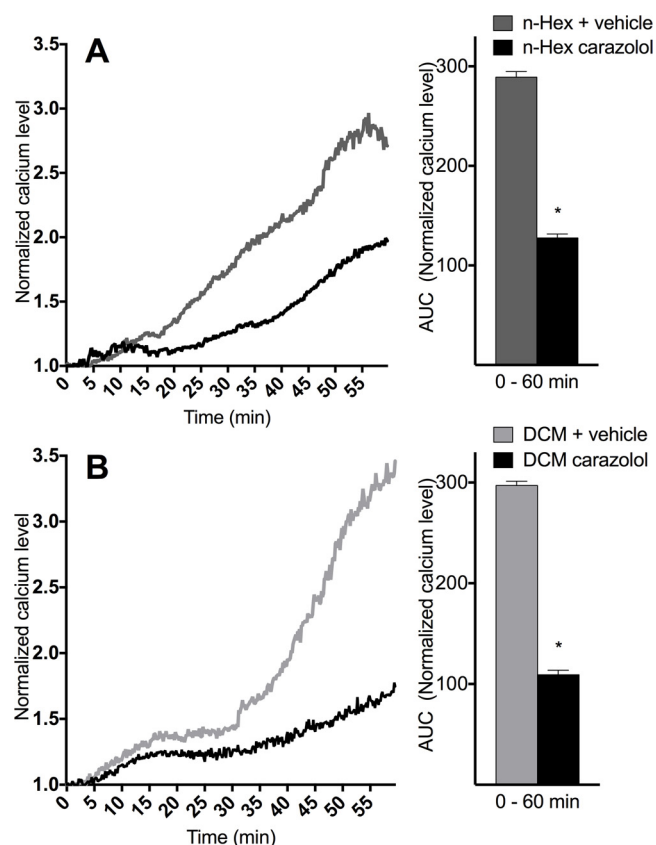 A
3.5
3.0
2.5
2.0
1.5
1.0
Normalized calcium level
0 5 10 15 20 25 30 35 40 45 50 55
Time (min)
n-Hex + vehicle
n-Hex carazolol
300
200
100
AUC (Normalized calcium level)
*
0 - 60 min
B
3.5
3.0
2.5
2.0
1.5
1.0
Normalized calcium level
0 5 10 15 20 25 30 35 40 45 50 55
Time (min)
DCM + vehicle
DCM carazolol
300
200
100
AUC (Normalized calcium level)
*
0 - 60 min